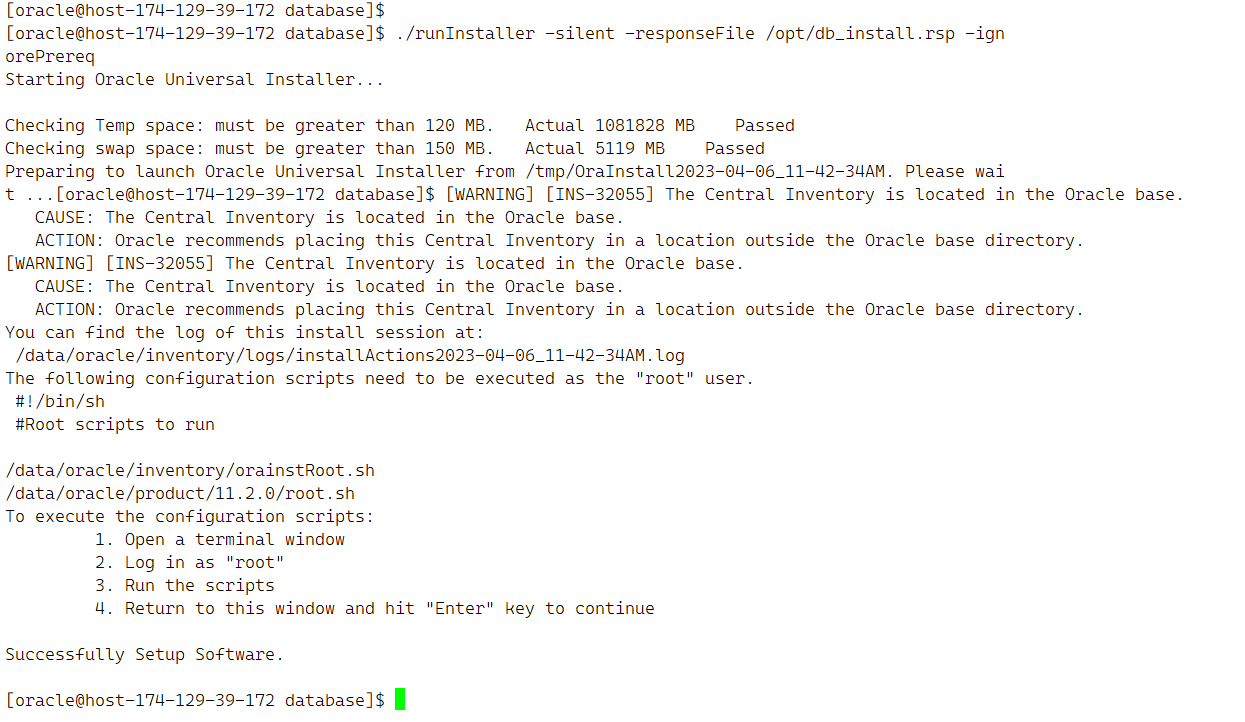 [oracle@host-174-129-39-172 database]$
[oracle@host-174-129-39-172 database]$ ./runInstaller -silent -responseFile /opt/db_install.rsp -ign
orePrereq
Starting Oracle Universal Installer...
Checking Temp space: must be greater than 120 MB.   Actual 1081828 MB    Passed
Checking swap space: must be greater than 150 MB.   Actual 5119 MB    Passed
Preparing to launch Oracle Universal Installer from /tmp/OraInstall2023-04-06_11-42-34AM. Please wai
t ...[oracle@host-174-129-39-172 database]$ [WARNING] [INS-32055] The Central Inventory is located in the Oracle base.
   CAUSE: The Central Inventory is located in the Oracle base.
   ACTION: Oracle recommends placing this Central Inventory in a location outside the Oracle base directory.
[WARNING] [INS-32055] The Central Inventory is located in the Oracle base.
   CAUSE: The Central Inventory is located in the Oracle base.
   ACTION: Oracle recommends placing this Central Inventory in a location outside the Oracle base directory.
You can find the log of this install session at:
 /data/oracle/inventory/logs/installActions2023-04-06_11-42-34AM.log
The following configuration scripts need to be executed as the "root" user.
 #!/bin/sh
 #Root scripts to run
/data/oracle/inventory/orainstRoot.sh
/data/oracle/product/11.2.0/root.sh
To execute the configuration scripts:
         1. Open a terminal window
         2. Log in as "root"
         3. Run the scripts
         4. Return to this window and hit "Enter" key to continue
Successfully Setup Software.
[oracle@host-174-129-39-172 database]$